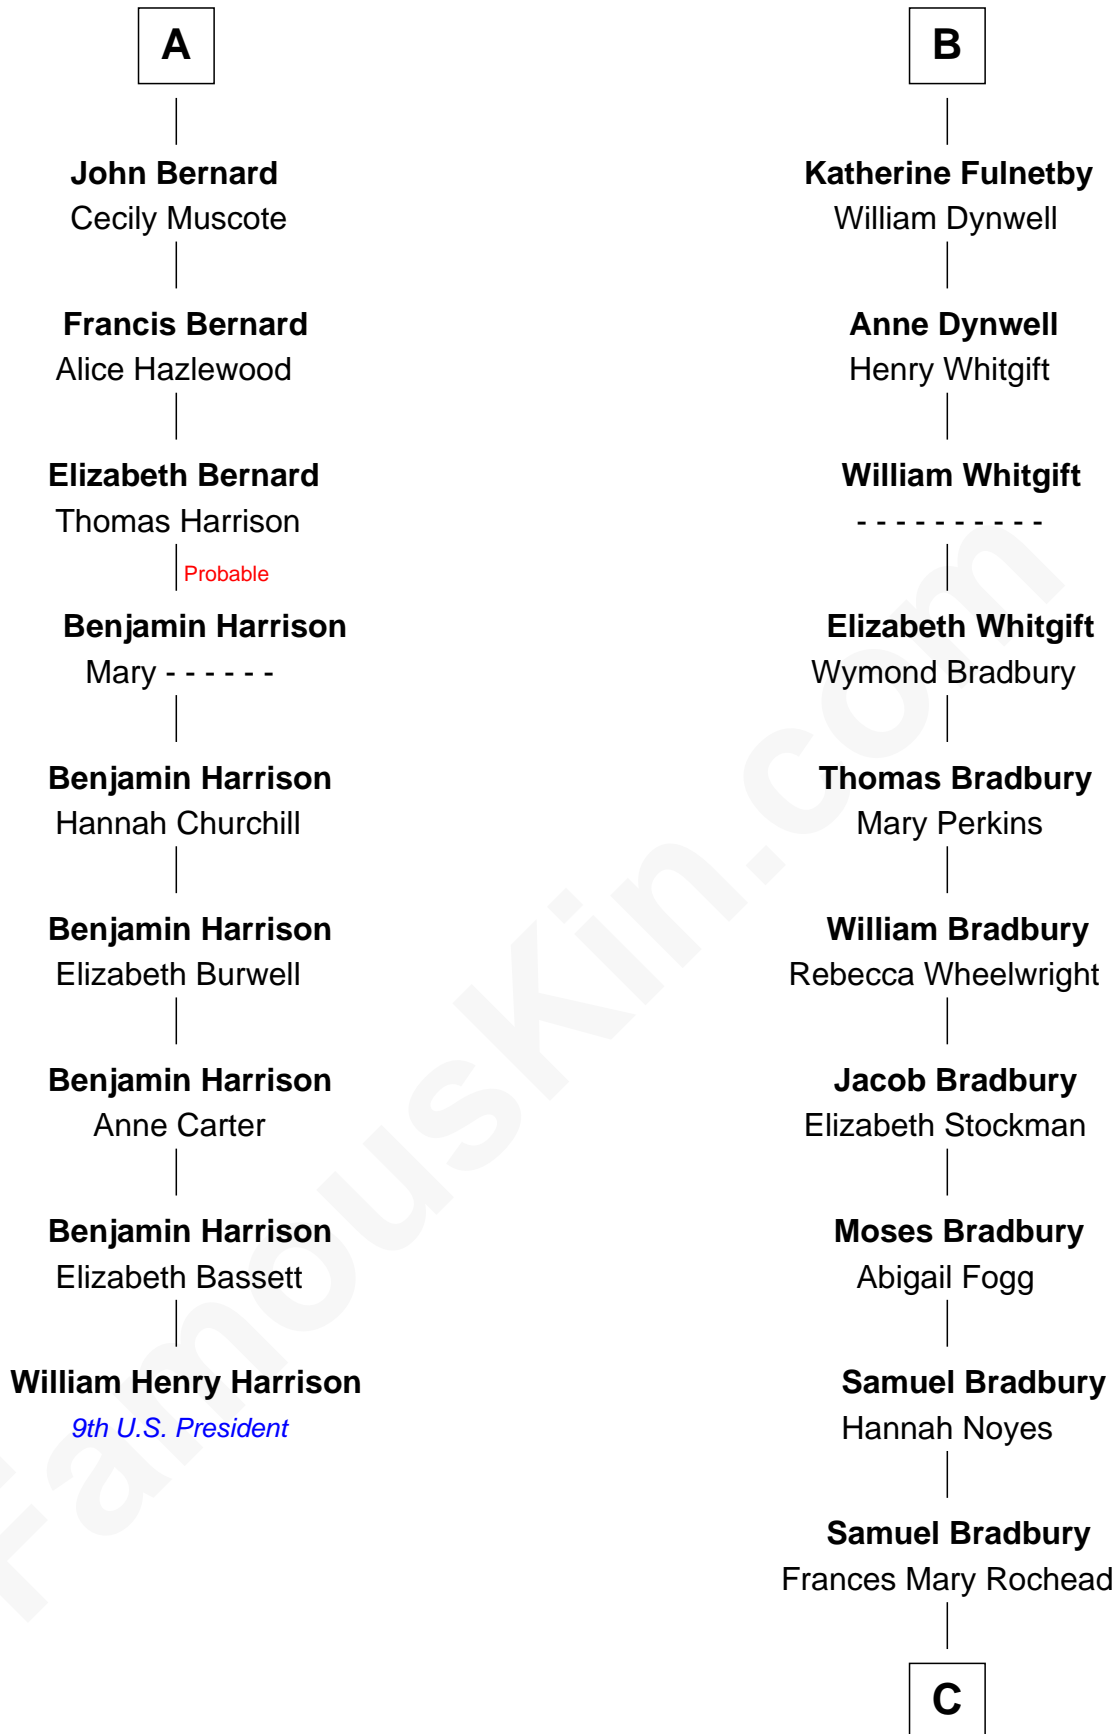 A
John Bernard
Cecily Muscote
Francis Bernard
Alice Hazlewood
Elizabeth Bernard
Thomas Harrison
Probable
Benjamin Harrison
Mary - - - - - -
Benjamin Harrison
Hannah Churchill
Benjamin Harrison
Elizabeth Burwell
Benjamin Harrison
Anne Carter
Benjamin Harrison
Elizabeth Bassett
William Henry Harrison
9th U.S. President
B
Katherine Fulnetby
William Dynwell
Anne Dynwell
Henry Whitgift
William Whitgift
- - - - - - - - - -
Elizabeth Whitgift
Wymond Bradbury
Thomas Bradbury
Mary Perkins
William Bradbury
Rebecca Wheelwright
Jacob Bradbury
Elizabeth Stockman
Moses Bradbury
Abigail Fogg
Samuel Bradbury
Hannah Noyes
Samuel Bradbury
Frances Mary Rochead
C
FamousKin.com